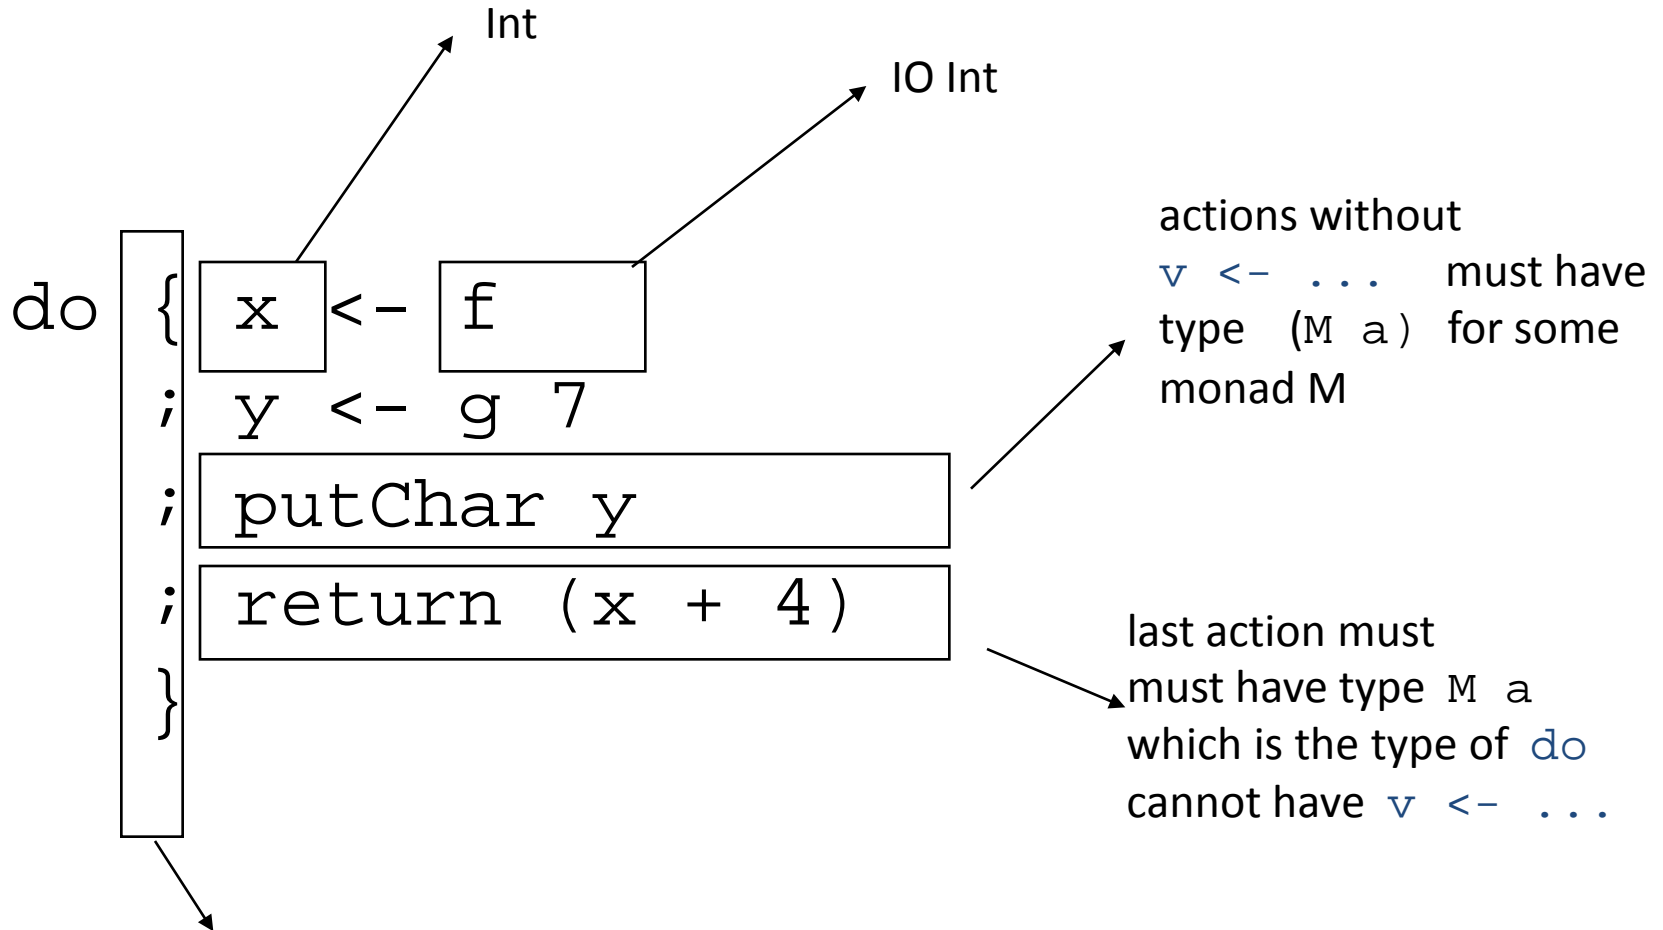 Int
IO Int
do { x <- f
; y <- g 7
; putChar y
; return (x + 4)
}
actions without
v <- ... must have
type (M a) for some
monad M
last action must
must have type M a
which is the type of do
cannot have v <- ...